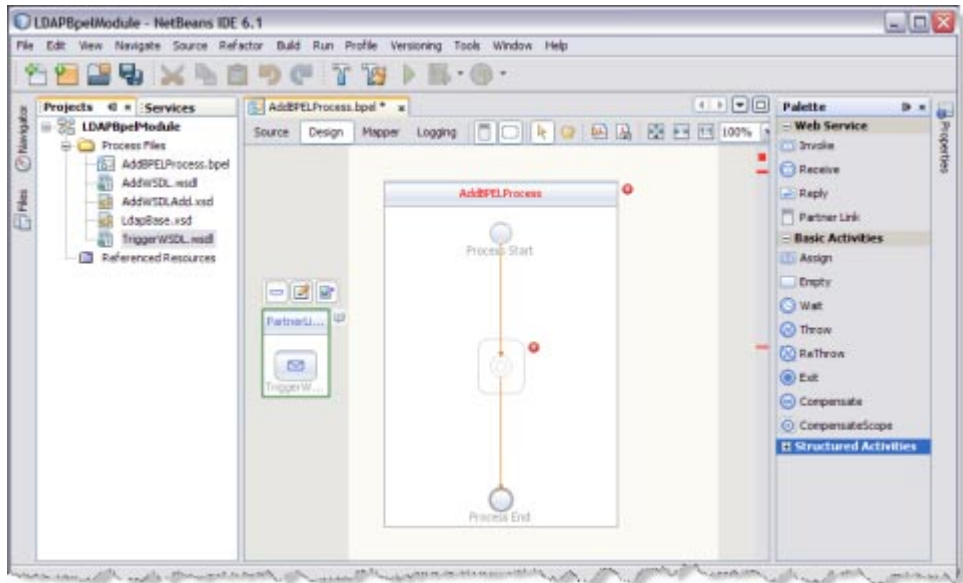 LDAPBpelModule - NetBeans IDE 6.1
File Edit View Navigate Source Refactor Build Run Profile Versioning Tools Window Help
Projects Services
AddBPELProcess.bpel *
Palette
Navigator
Files
Properties
LDAPBpelModule
Process Files
AddBPELProcess.bpel
AddWSDL.wsdl
AddWSDLAdd.xsd
LdapBase.xsd
TriggerWSDL.wsdl
Referenced Resources
Source Design Mapper Logging 100%
AddBPELProcess
Process Start
PartnerLi...
TriggerW...
Process End
Web Service
Invoke
Receive
Reply
Partner Link
Basic Activities
Assign
Empty
Wait
Throw
ReThrow
Exit
Compensate
CompensateScope
Structured Activities